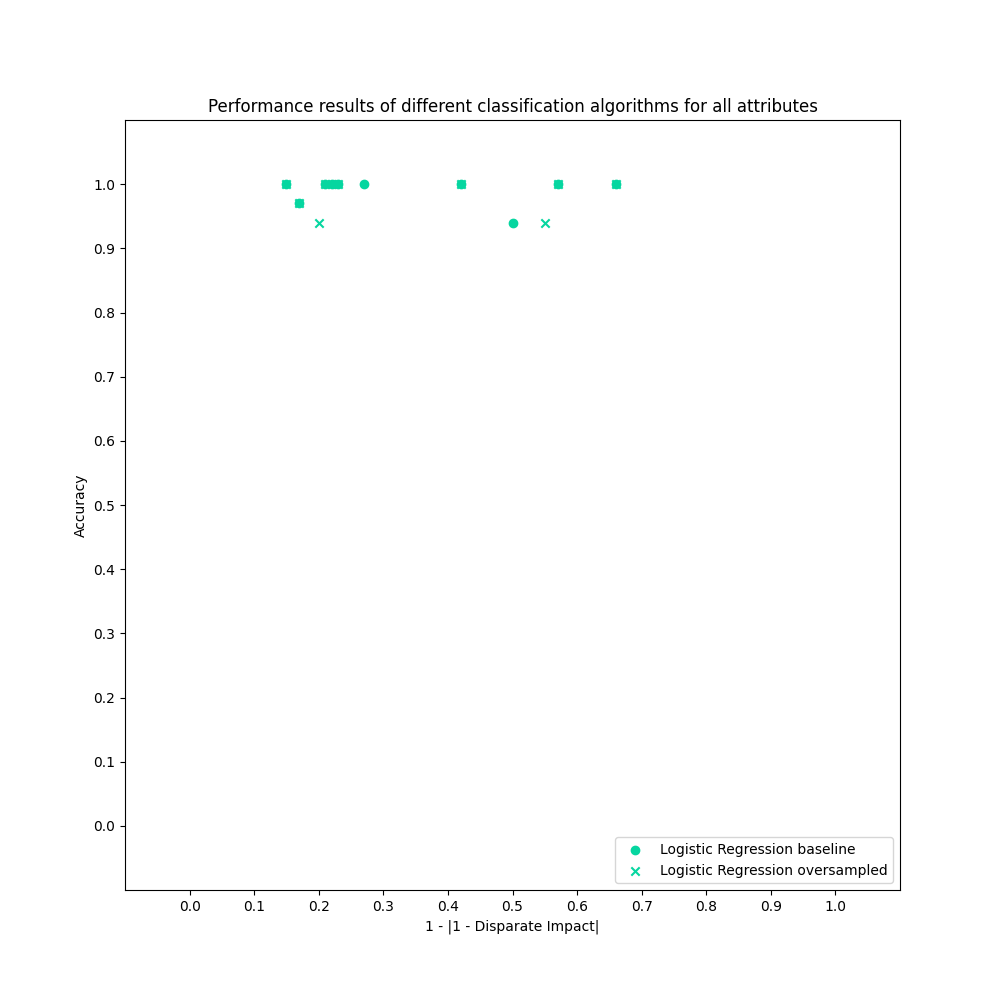 Performance results of different classification algorithms for all attributes
1.0
0.9
0.8
0.7
0.6
0.5
0.4
0.3
0.2
0.1
0.0
Accuracy
Logistic Regression baseline
Logistic Regression oversampled
0.0 0.1 0.2 0.3 0.4 0.5 0.6 0.7 0.8 0.9 1.0
1 - |1 - Disparate Impact|